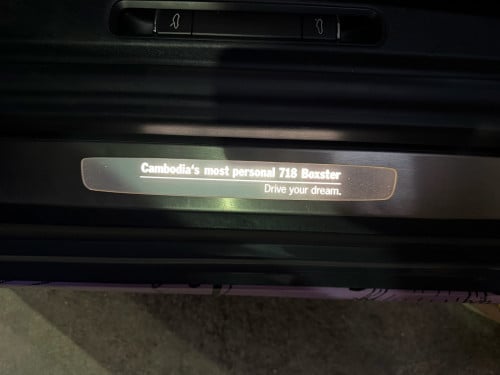 Cambodia's most personal 718 Boxster
Drive your dream.